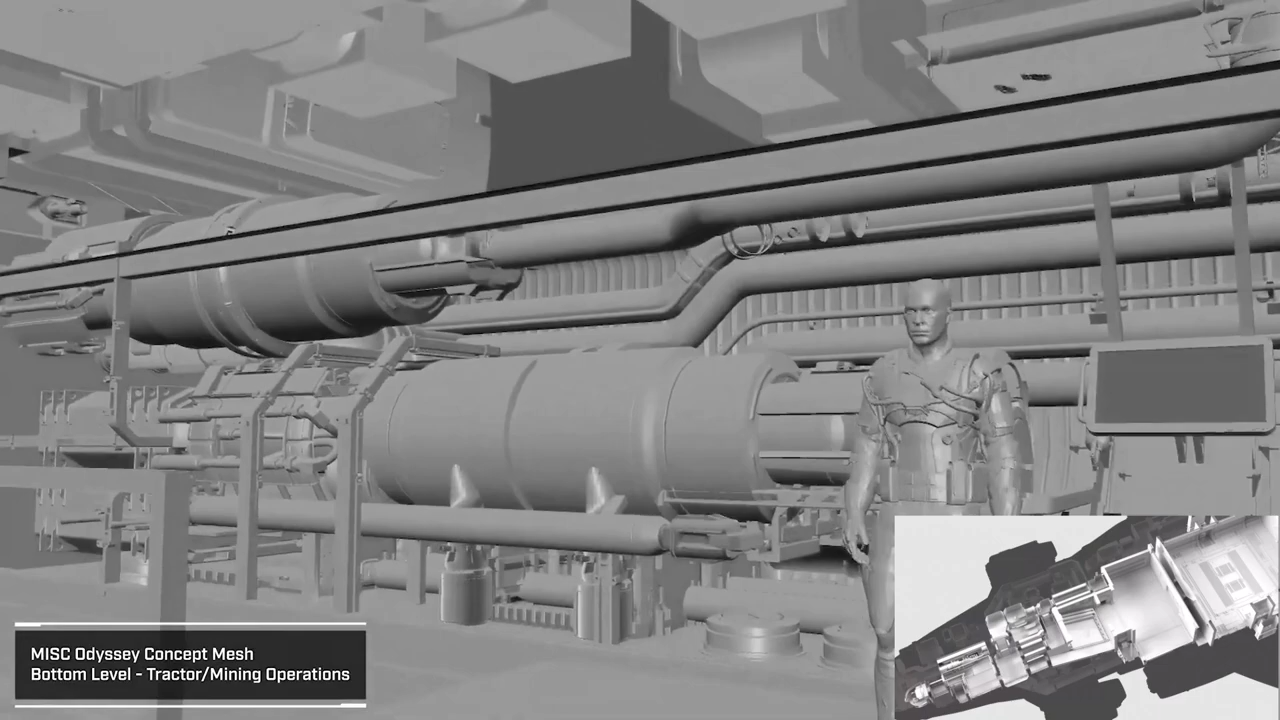 MISC Odyssey Concept Mesh
Bottom Level - Tractor/Mining Operations